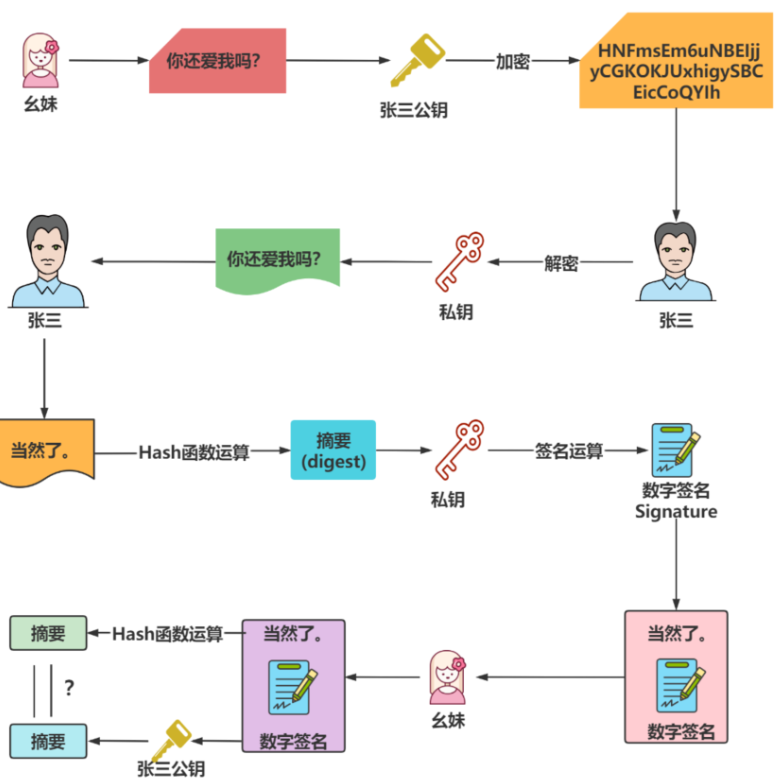 你还爱我吗?
幺妹
张三公钥
加密
HNFmsEm6uNBEIjj
yCGKOKJUxhigySBC
EicCoQYIh
张三
你还爱我吗?
私钥
解密
张三
当然了。
Hash函数运算
摘要
(digest)
私钥
签名运算
数字签名
Signature
摘要
Hash函数运算
当然了。
数字签名
幺妹
当然了。
数字签名
?
摘要
张三公钥